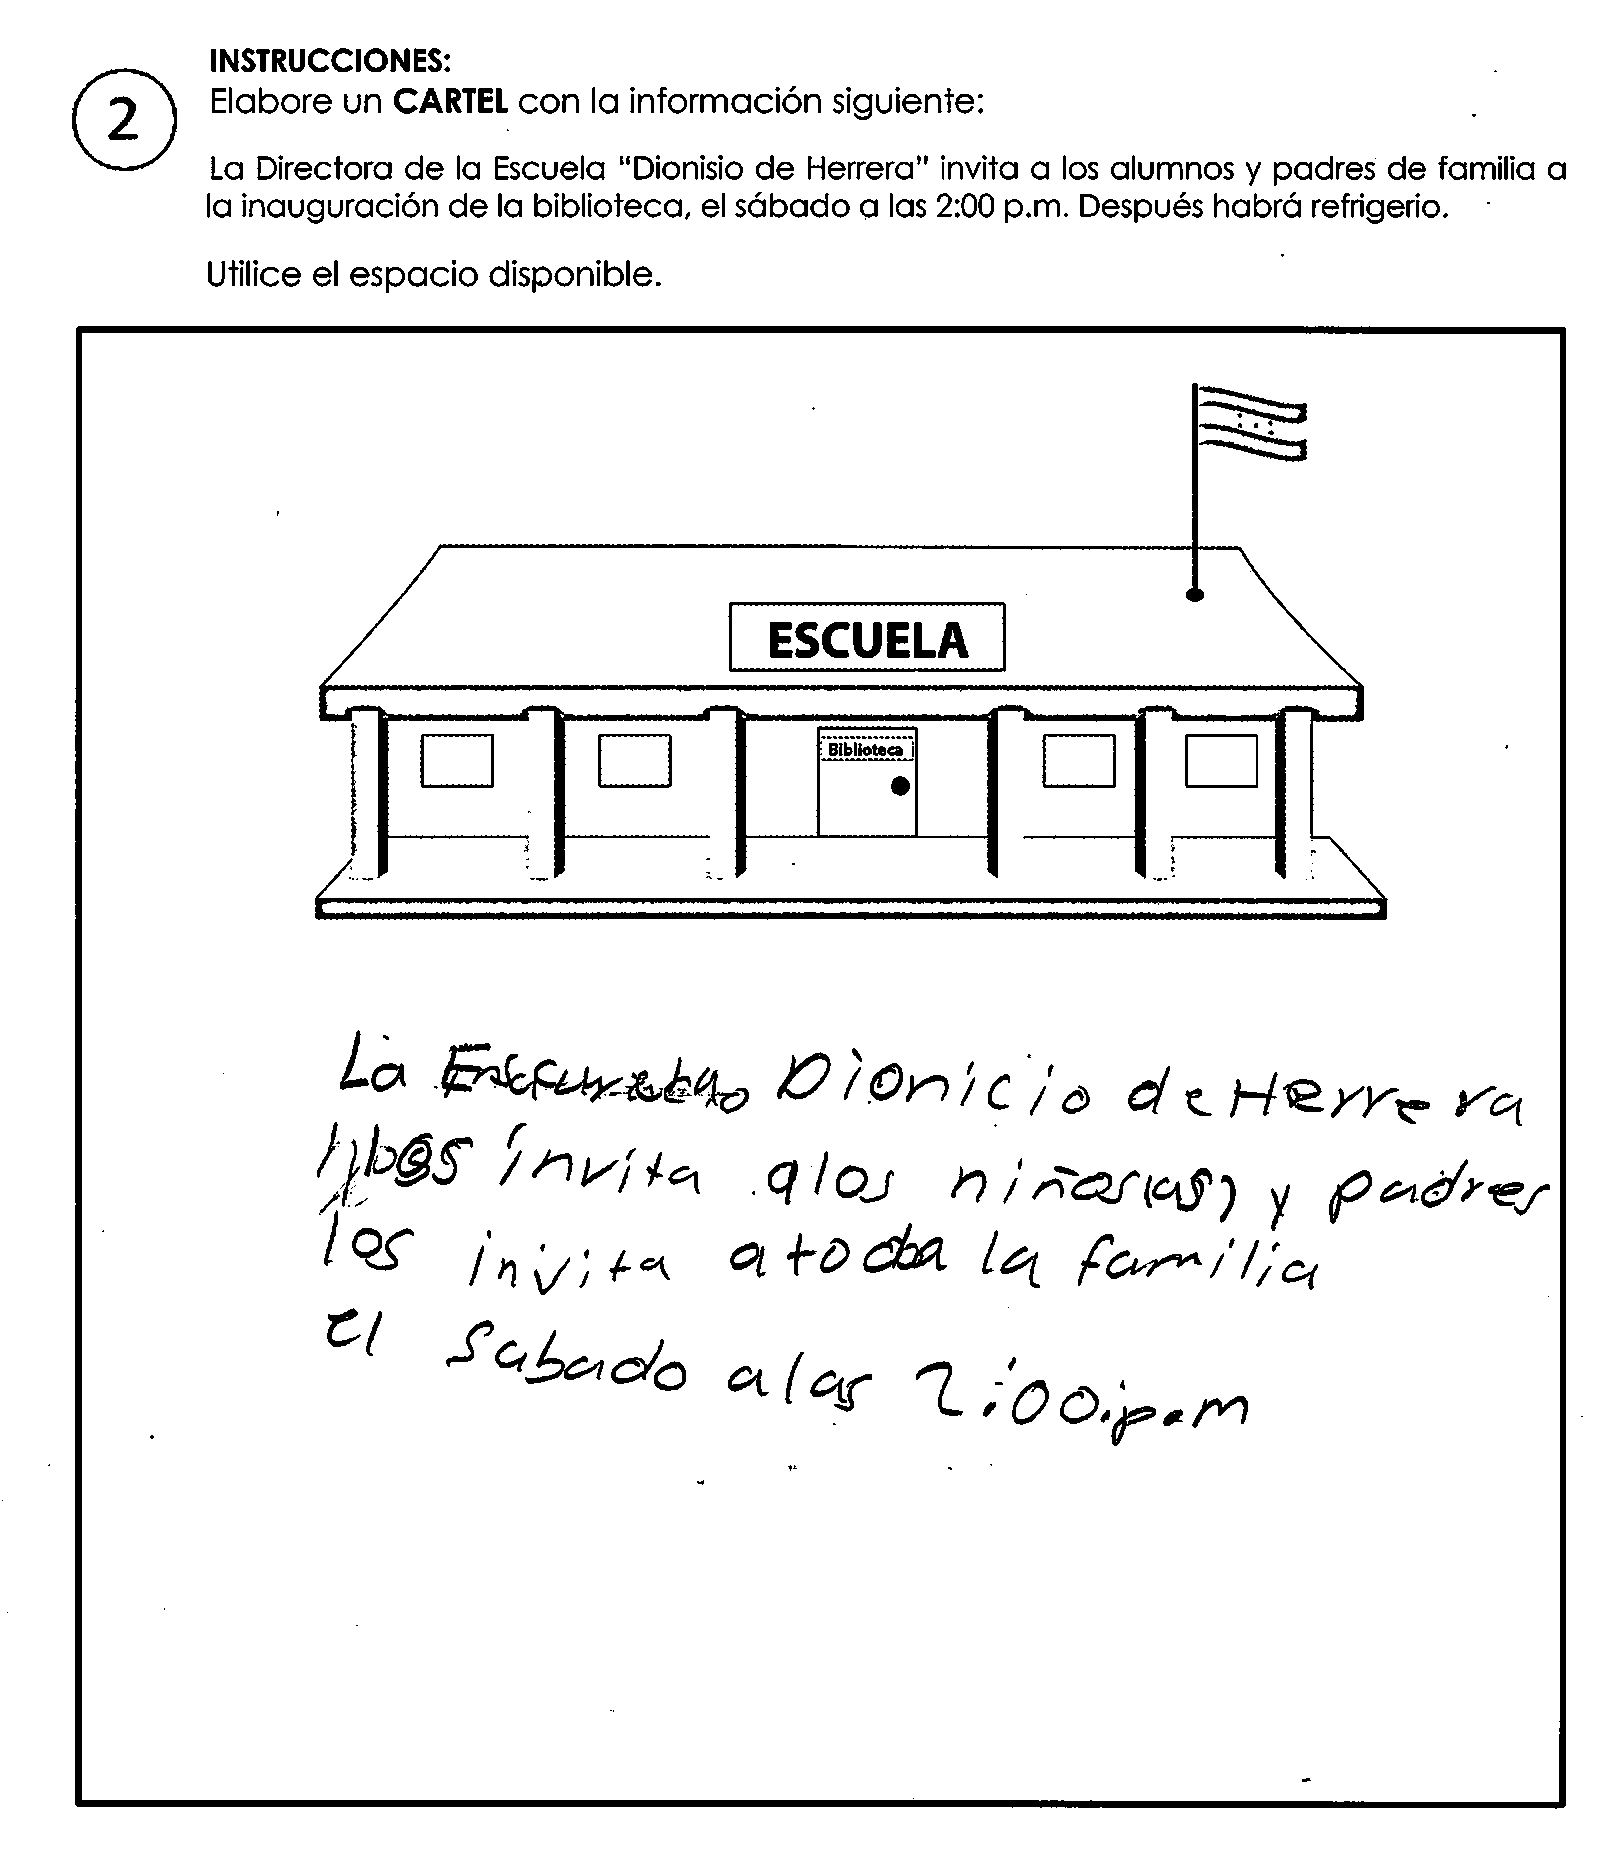 INSTRUCCIONES:
2
Elabore un CARTEL con la información siguiente:
La Directora de la Escuela "Dionisio de Herrera" invita a los alumnos y padres de familia a
la inauguración de la biblioteca, el sábado a las 2:00 p.m. Después habrá refrigerio.
Utilice el espacio disponible.
ESCUELA
Biblioteca
La Dionicio de Herrera
invita alos niños(as) y padres
los invita atoda la familia
el sabado alas 2:00:p.m